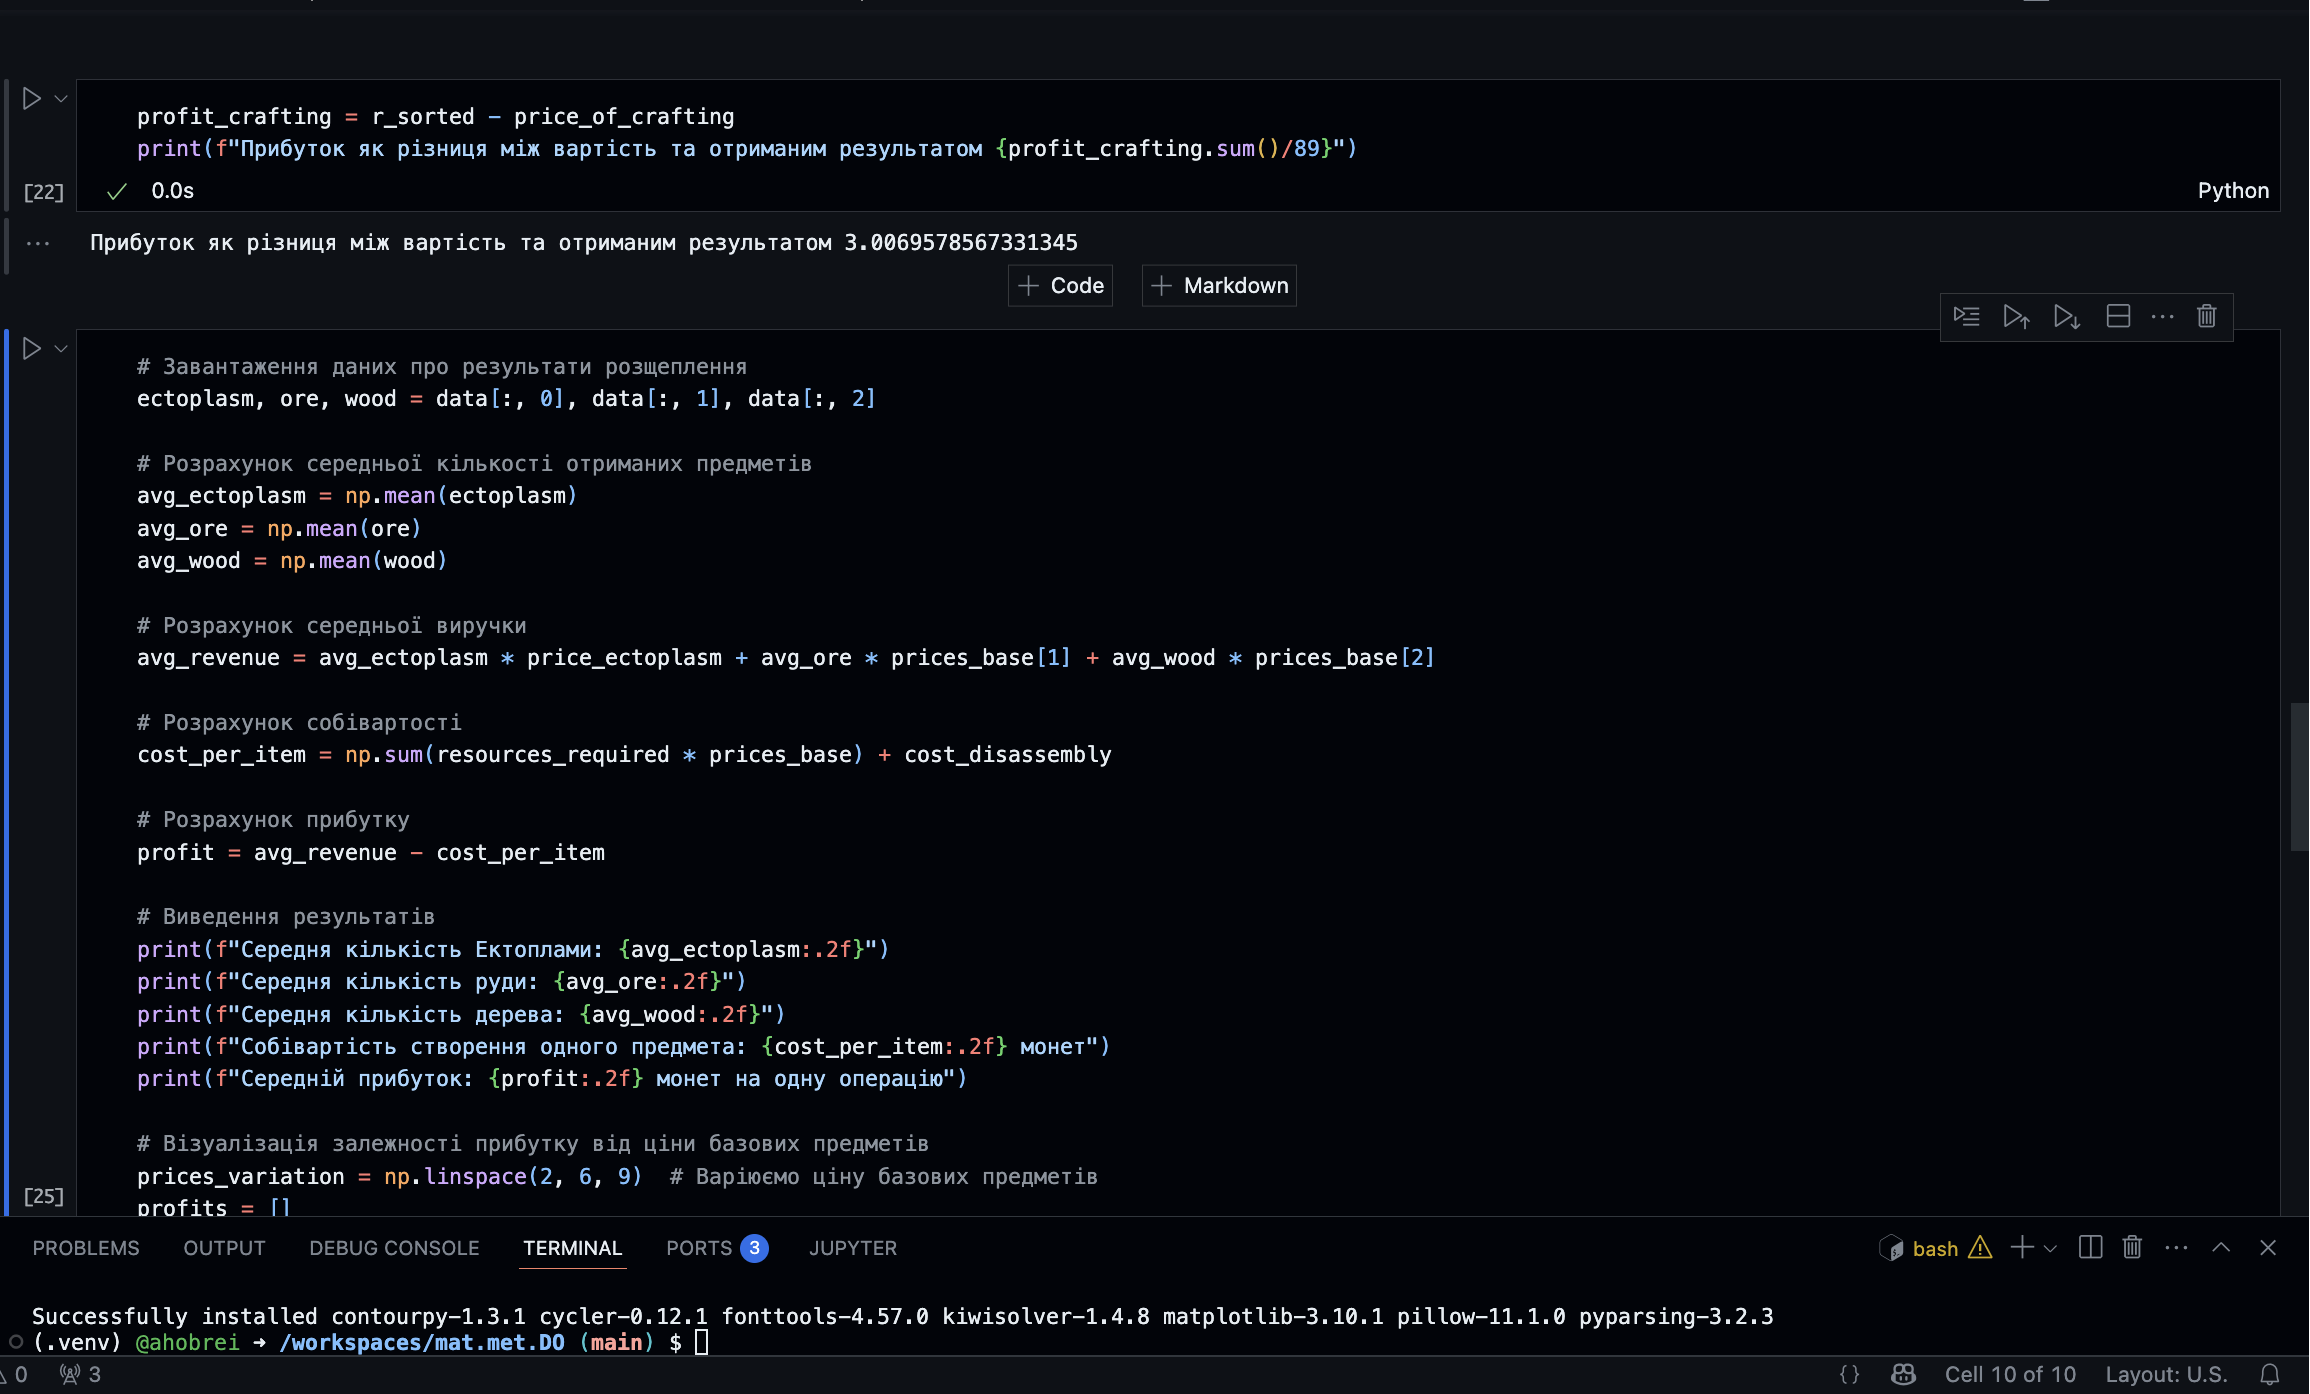 profit_crafting = r_sorted - price_of_crafting
print(f"Прибуток як різниця між вартість та отриманим результатом {profit_crafting.sum()/89}")
[22]
0.0s
Python
Прибуток як різниця між вартість та отриманим результатом 3.0069578567331345
Code
Markdown
# Завантаження даних про результати розщеплення
ectoplasm, ore, wood = data[:, 0], data[:, 1], data[:, 2]
# Розрахунок середньої кількості отриманих предметів
avg_ectoplasm = np.mean(ectoplasm)
avg_ore = np.mean(ore)
avg_wood = np.mean(wood)
# Розрахунок середньої виручки
avg_revenue = avg_ectoplasm * price_ectoplasm + avg_ore * prices_base[1] + avg_wood * prices_base[2]
# Розрахунок собівартості
cost_per_item = np.sum(resources_required * prices_base) + cost_disassembly
# Розрахунок прибутку
profit = avg_revenue - cost_per_item
# Виведення результатів
print(f"Середня кількість Ектоплами: {avg_ectoplasm:.2f}")
print(f"Середня кількість руди: {avg_ore:.2f}")
print(f"Середня кількість дерева: {avg_wood:.2f}")
print(f"Собівартість створення одного предмета: {cost_per_item:.2f} монет")
print(f"Середній прибуток: {profit:.2f} монет на одну операцію")
# Візуалізація залежності прибутку від ціни базових предметів
prices_variation = np.linspace(2, 6, 9)  # Варіюємо ціну базових предметів
[25]
profits = []
PROBLEMS OUTPUT DEBUG CONSOLE TERMINAL PORTS 3 JUPYTER
bash
Successfully installed contourpy-1.3.1 cycler-0.12.1 fonttools-4.57.0 kiwisolver-1.4.8 matplotlib-3.10.1 pillow-11.1.0 pyparsing-3.2.3
(.venv) @ahobrei ➜ /workspaces/mat.met.DO (main) $
0 3 {} Cell 10 of 10 Layout: U.S.